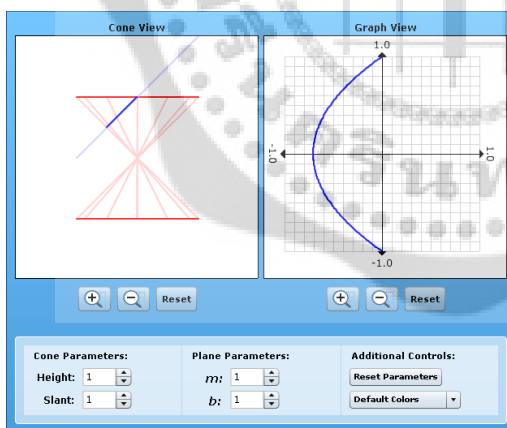 Cone View
Graph View
1.0
-1.0
1.0
-1.0
Reset
Reset
Cone Parameters:
Plane Parameters:
Additional Controls:
Height: 1
m: 1
Reset Parameters
Slant: 1
b: 1
Default Colors